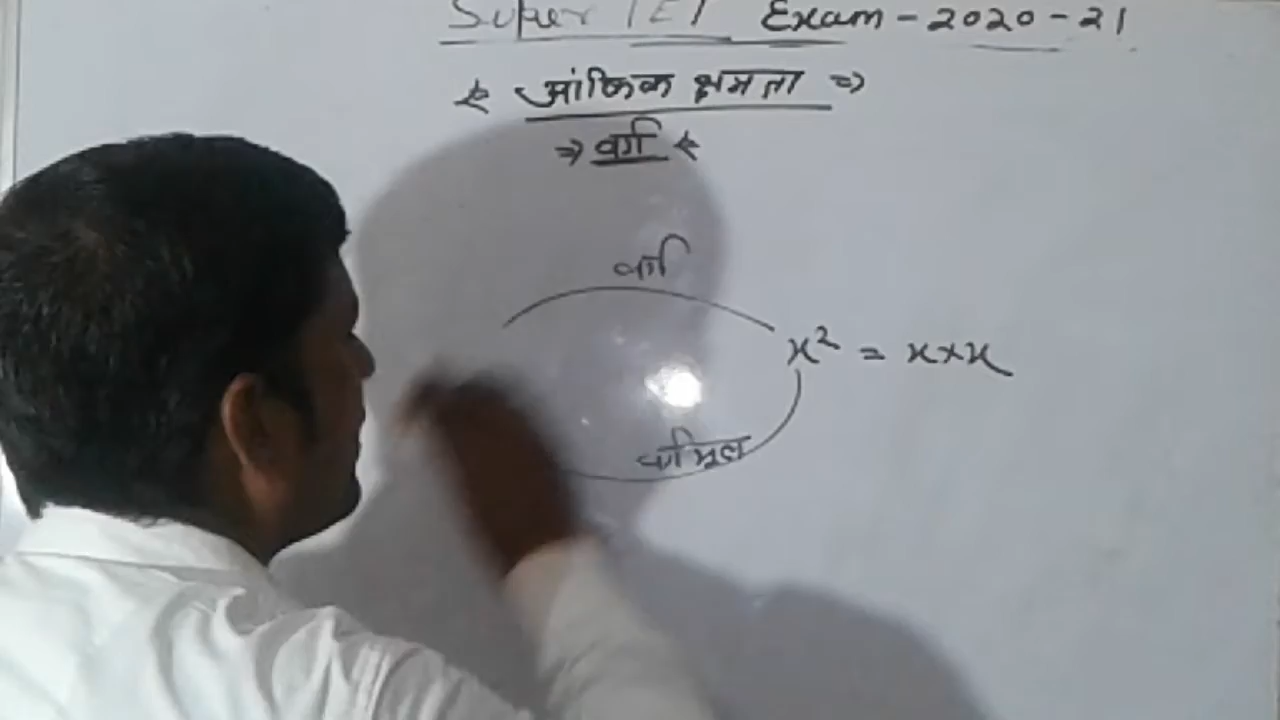 Super TET Exam - 2020-21
⇐ आंकिक क्षमता ⇒
⇒ वर्ग ⇐
वर्ग
x² = x×x
वर्गमूल